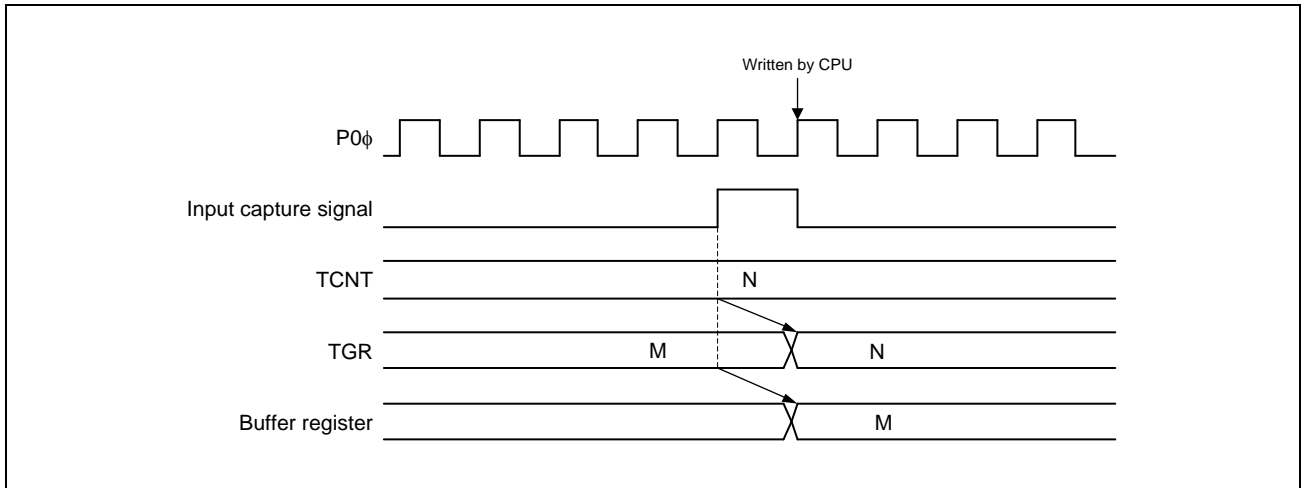 Written by CPU
P0ϕ
Input capture signal
TCNT
N
TGR
M
N
Buffer register
M